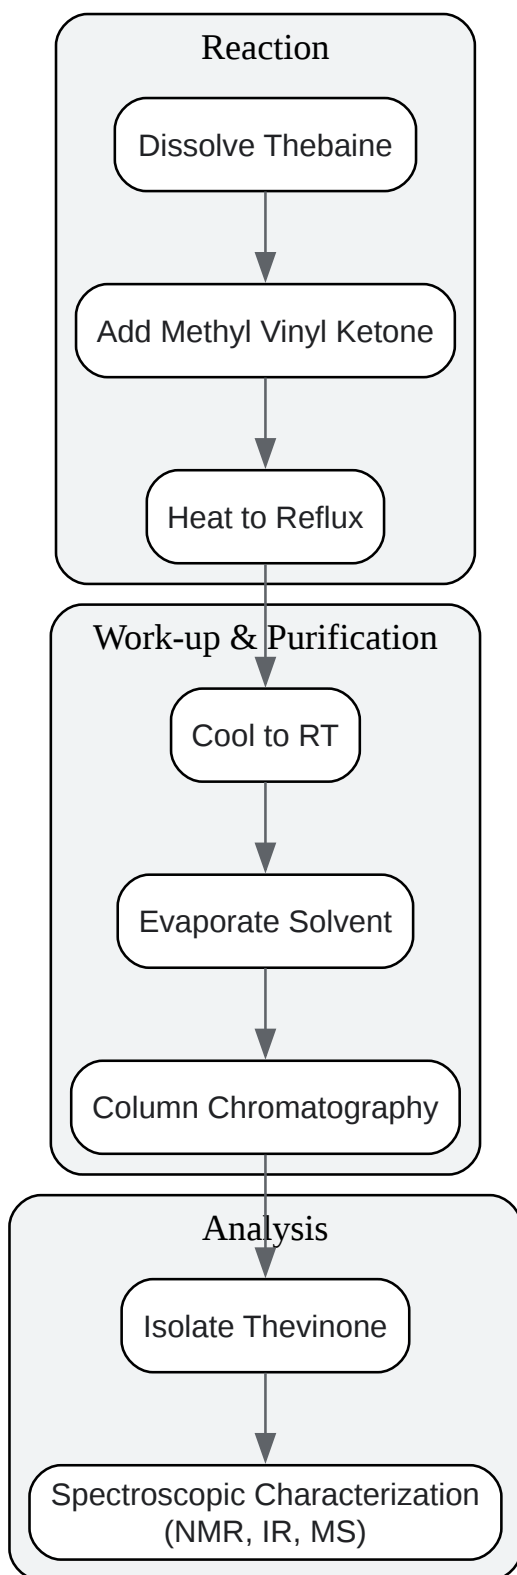 Reaction
Dissolve Thebaine
Add Methyl Vinyl Ketone
Heat to Reflux
Work-up & Purification
Cool to RT
Evaporate Solvent
Column Chromatography
Analysis
Isolate Thevinone
Spectroscopic Characterization
(NMR, IR, MS)